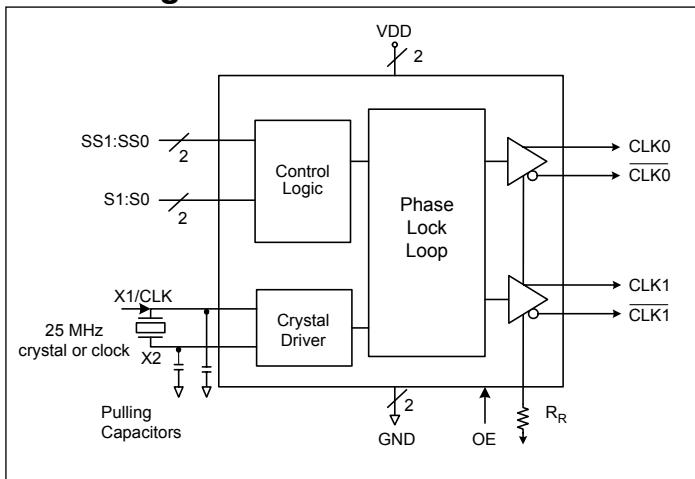 VDD
2
SS1:SS0
2
Control
Logic
S1:S0
2
Phase
Lock
Loop
CLK0
CLK0
CLK1
CLK1
X1/CLK
25 MHz
crystal or clock
X2
Crystal
Driver
Pulling
Capacitors
2
GND
OE
RR